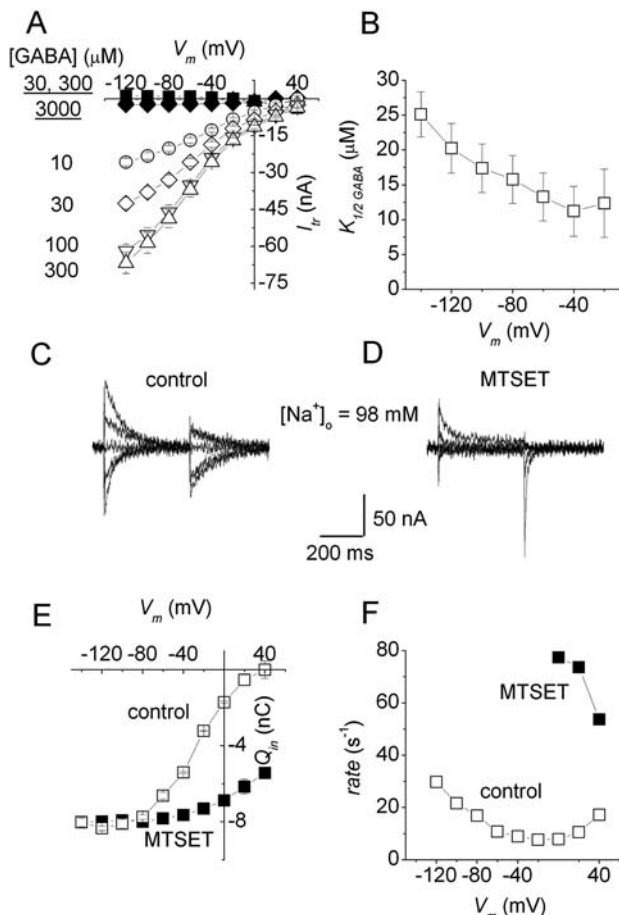 A
[GABA] (μM)
V_m (mV)
30, 300
3000
10
30
100
300
-120 -80 -40 0 40
-15
-30
-45
-60
-75
I_tr (nA)
B
K_1/2 GABA (μM)
30
25
20
15
10
5
0
-120 -80 -40
V_m (mV)
C
control
D
MTSET
[Na⁺]ₒ = 98 mM
50 nA
200 ms
E
V_m (mV)
-120 -80 -40 0 40
control
MTSET
-4
-8
Q_in (nC)
F
rate (s⁻¹)
80
60
40
20
0
MTSET
control
-120 -80 -40 0 40
V_m (mV)